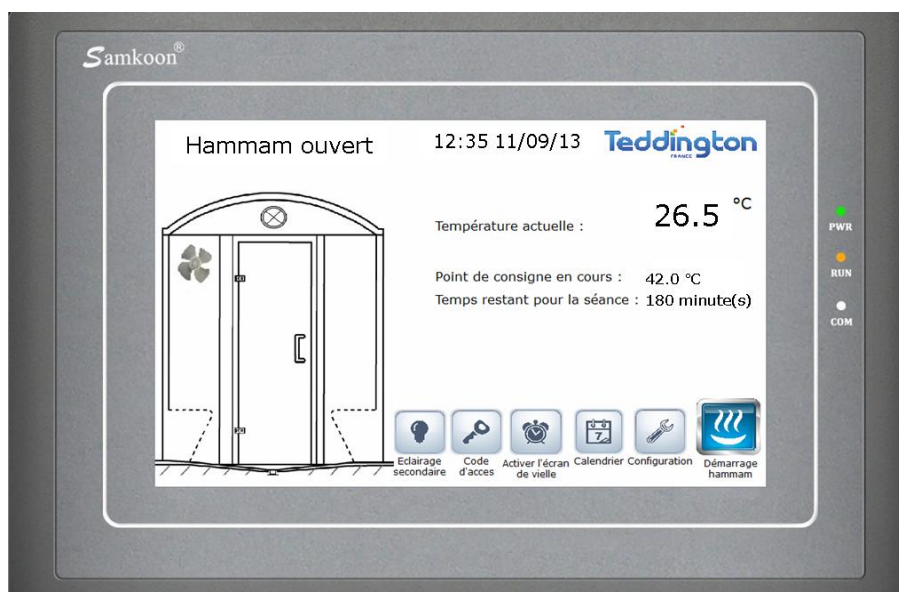 Samkoon®
Hammam ouvert
12:35 11/09/13
Teddington
FRANCE
Température actuelle :
26.5 °C
Point de consigne en cours : 42.0 °C
Temps restant pour la séance : 180 minute(s)
PWR
RUN
COM
7
Eclairage
secondaire
Code
d'acces
Activer l'écran
de vielle
Calendrier
Configuration
Démarrage
hammam